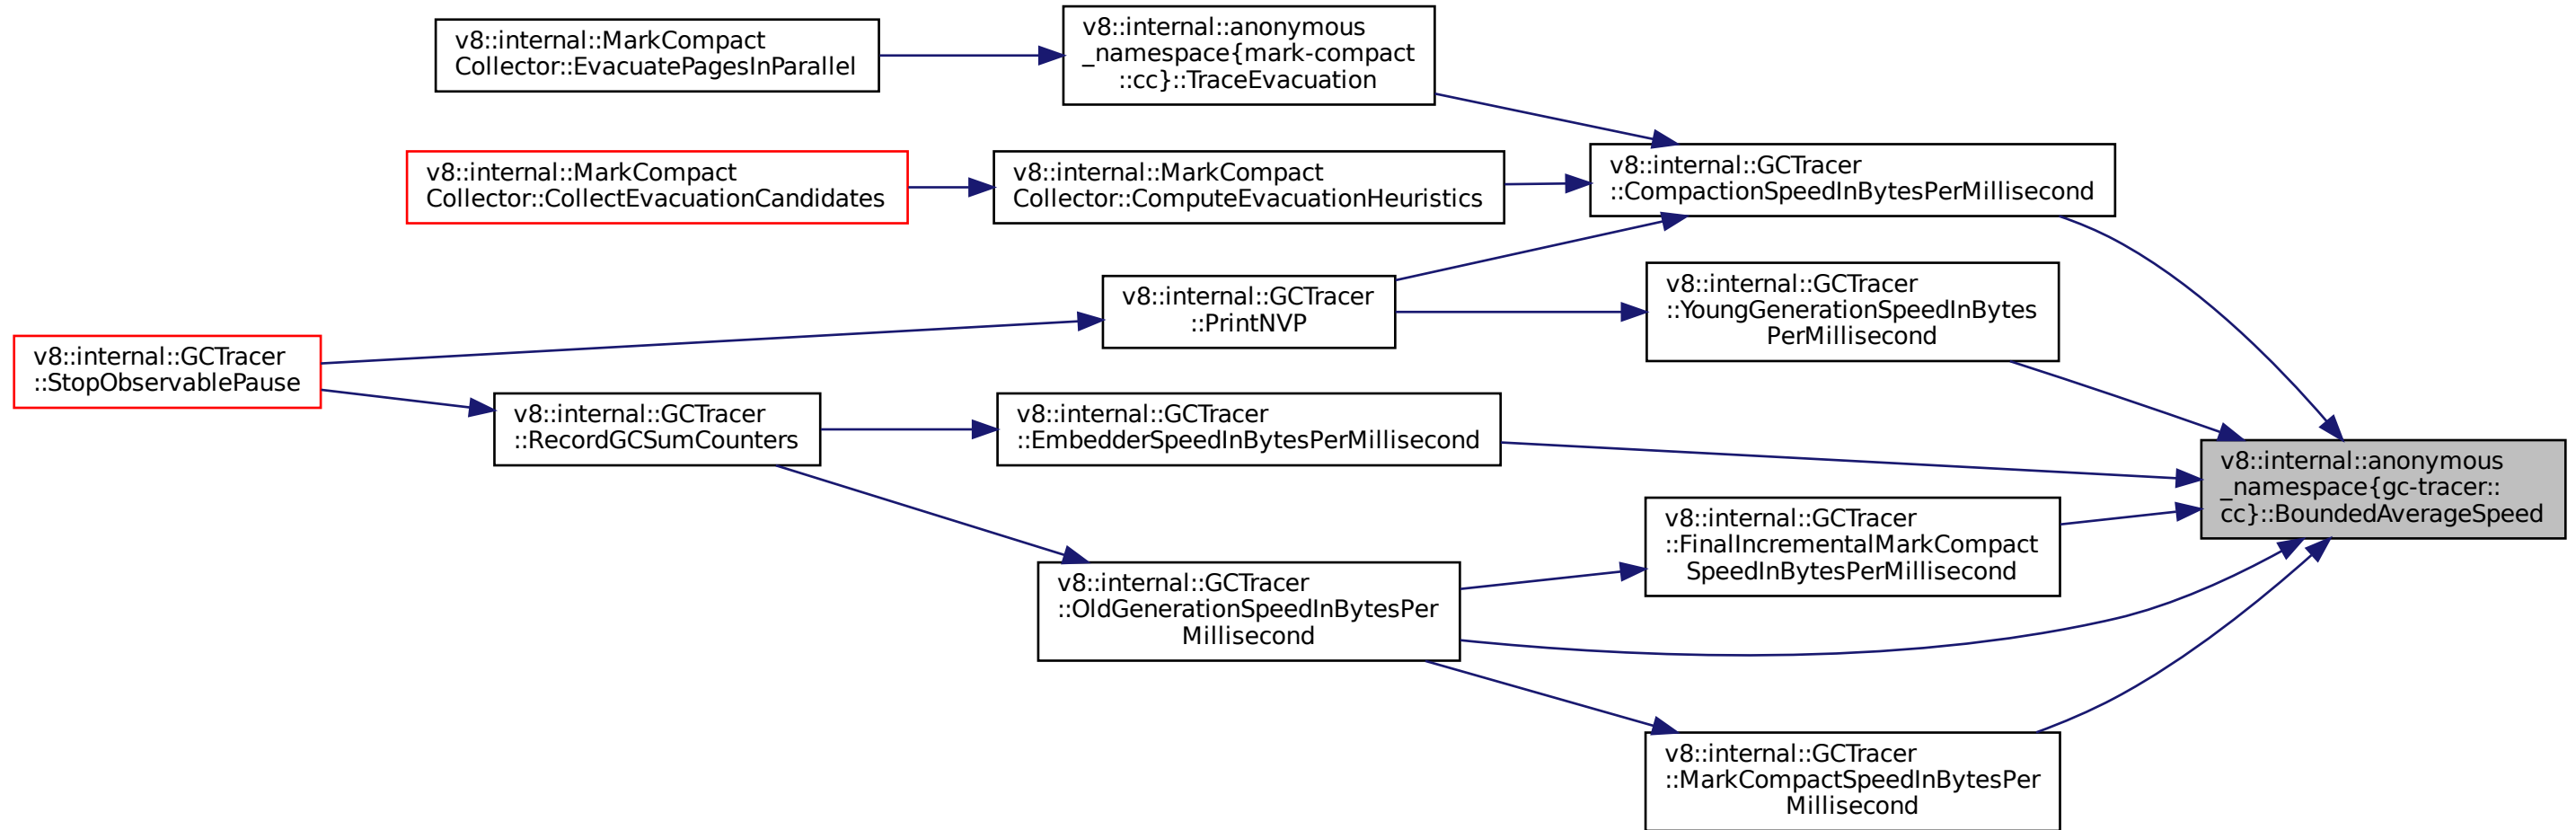 v8::internal::MarkCompact
Collector::EvacuatePagesInParallel
v8::internal::anonymous
_namespace{mark-compact
::cc}::TraceEvacuation
v8::internal::MarkCompact
Collector::CollectEvacuationCandidates
v8::internal::MarkCompact
Collector::ComputeEvacuationHeuristics
v8::internal::GCTracer
::CompactionSpeedInBytesPerMillisecond
v8::internal::GCTracer
::StopObservablePause
v8::internal::GCTracer
::PrintNVP
v8::internal::GCTracer
::YoungGenerationSpeedInBytes
PerMillisecond
v8::internal::GCTracer
::RecordGCSumCounters
v8::internal::GCTracer
::EmbedderSpeedInBytesPerMillisecond
v8::internal::anonymous
_namespace{gc-tracer::
cc}::BoundedAverageSpeed
v8::internal::GCTracer
::FinalIncrementalMarkCompact
SpeedInBytesPerMillisecond
v8::internal::GCTracer
::OldGenerationSpeedInBytesPer
Millisecond
v8::internal::GCTracer
::MarkCompactSpeedInBytesPer
Millisecond